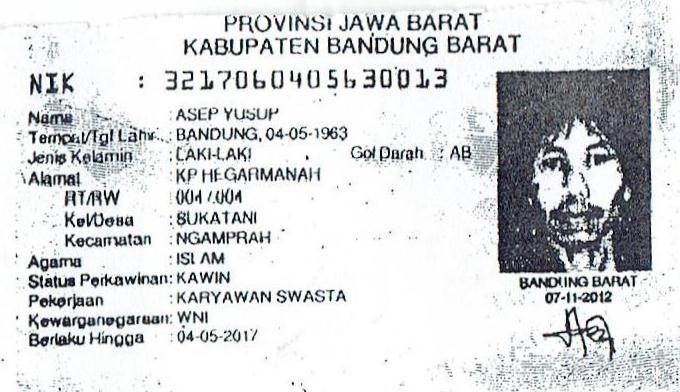 PROVINSI JAWA BARAT
KABUPATEN BANDUNG BARAT
NIK : 3217060405630013
Nama : ASEP YUSUP
Tempat/Tgl Lahir : BANDUNG, 04-05-1963
Jenis Kelamin : LAKI-LAKI Gol Darah : AB
Alamat : KP HEGARMANAH
RT/RW : 004 / 004
Kel/Desa : SUKATANI
Kecamatan : NGAMPRAH
Agama : ISLAM
Status Perkawinan: KAWIN
Pekerjaan : KARYAWAN SWASTA
Kewarganegaraan: WNI
Berlaku Hingga : 04-05-2017
BANDUNG BARAT
07-11-2012